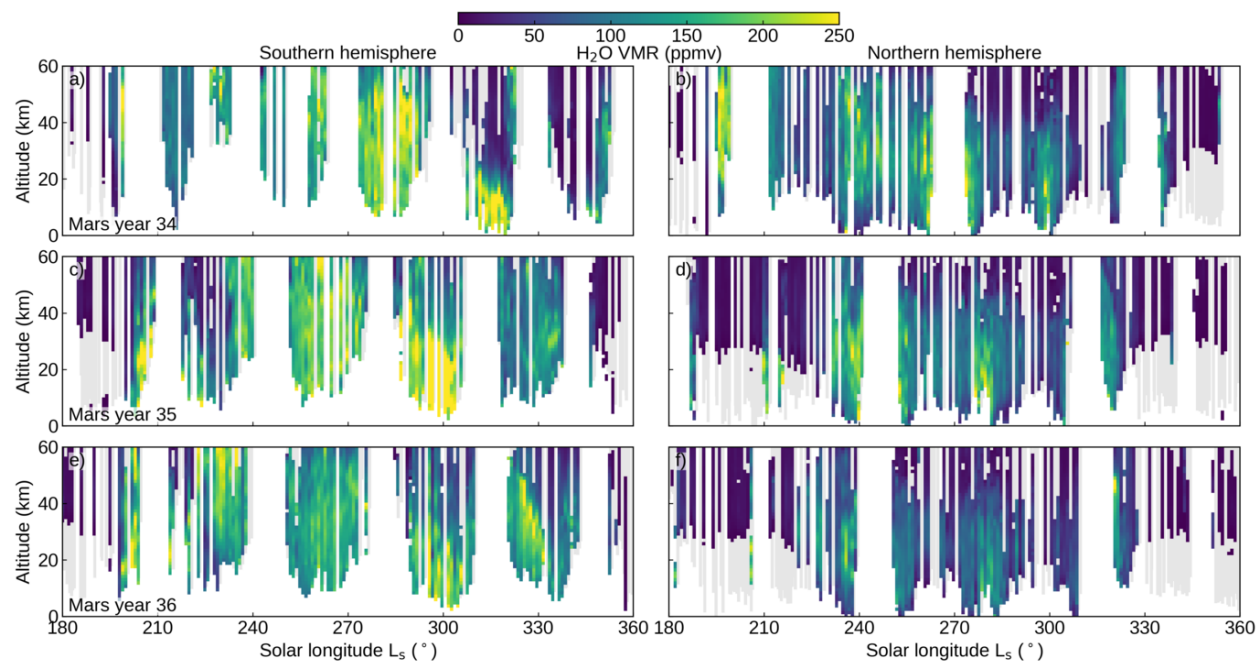 0 50 100 150 200 250
Southern hemisphere H₂O VMR (ppmv) Northern hemisphere
a) b)
60
40
20
0
Altitude (km)
Mars year 34
c) d)
60
40
20
0
Altitude (km)
Mars year 35
e) f)
60
40
20
0
Altitude (km)
Mars year 36
180 210 240 270 300 330 360 180 210 240 270 300 330 360
Solar longitude Lₛ (°) Solar longitude Lₛ (°)